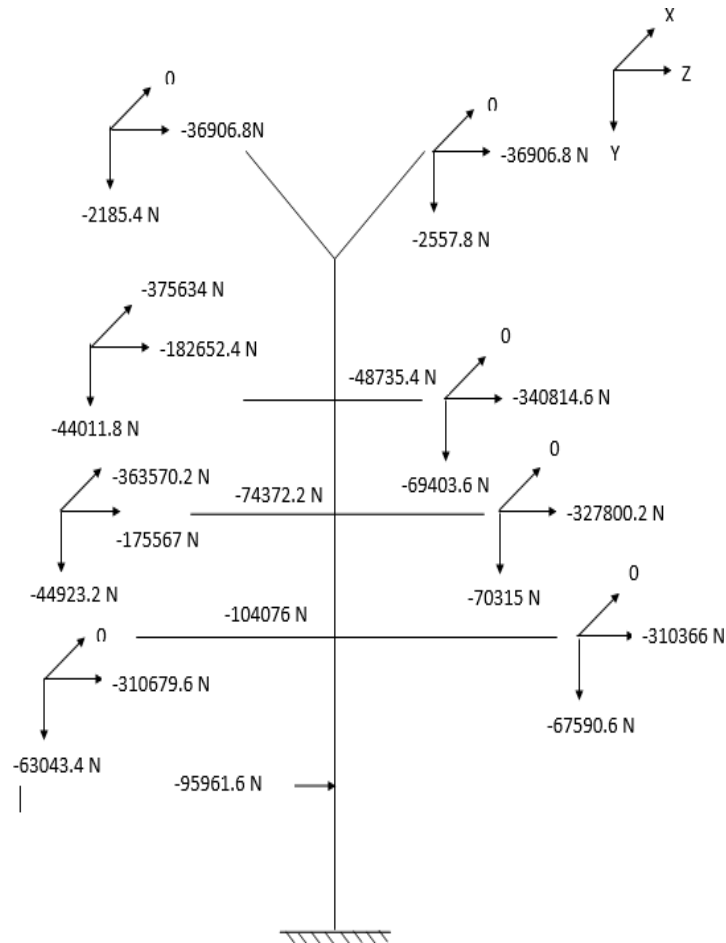 X
0
Z
0
-36906.8N
-36906.8 N
Y
-2185.4 N
-2557.8 N
-375634 N
0
-182652.4 N
-48735.4 N
-340814.6 N
-44011.8 N
0
-363570.2 N
-69403.6 N
-74372.2 N
-327800.2 N
-175567 N
0
-44923.2 N
-70315 N
-104076 N
0
-310366 N
-310679.6 N
-67590.6 N
-63043.4 N
-95961.6 N